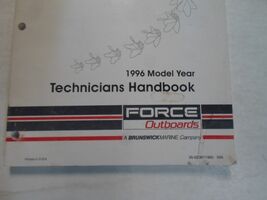 1996 Model Year
Technicians Handbook
FORCE
Outboards
A BRUNSWICK MARINE Company